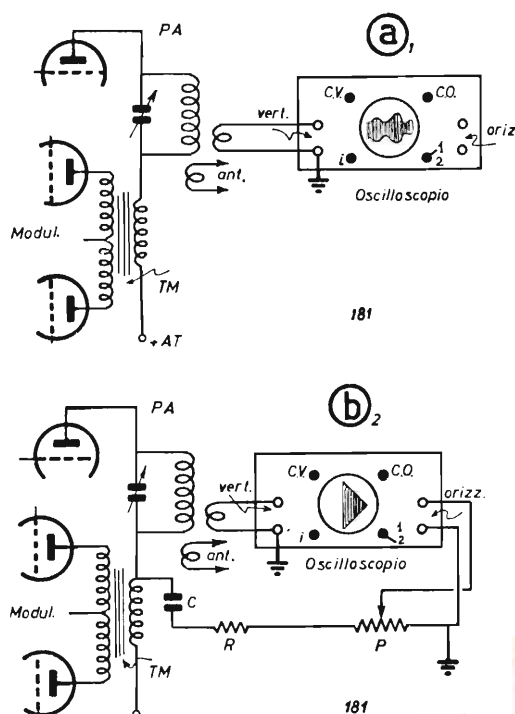 PA
a 1
C.V.
C.O.
vert.
oriz
i
1
2
ant.
Oscilloscopio
Modul.
TM
+AT
181
PA
b 2
C.V.
C.O.
vert.
orizz.
i
1
2
ant.
Oscilloscopio
Modul.
C
R
P
TM
181